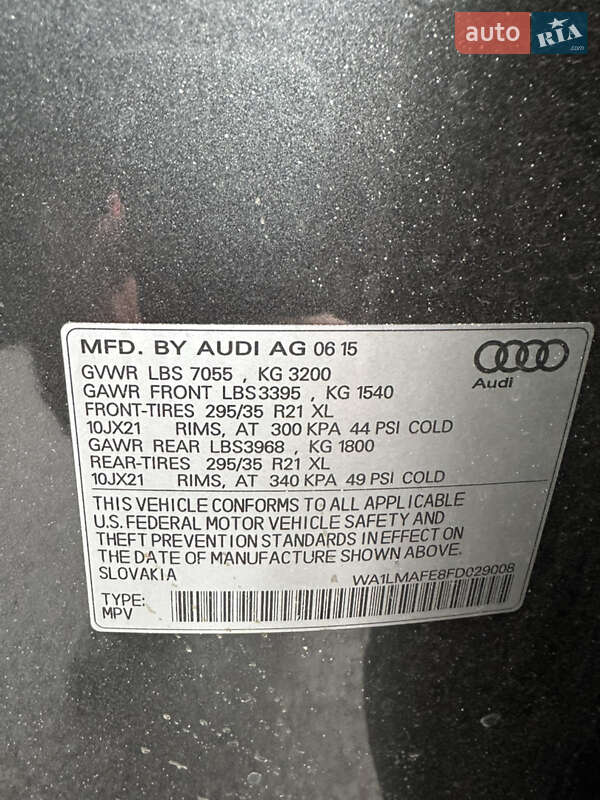 auto RIA
.com
MFD. BY AUDI AG 06 15
GVWR LBS 7055 , KG 3200
GAWR FRONT LBS3395 , KG 1540
FRONT-TIRES 295/35 R21 XL
10JX21 RIMS, AT 300 KPA 44 PSI COLD
GAWR REAR LBS3968 , KG 1800
REAR-TIRES 295/35 R21 XL
10JX21 RIMS, AT 340 KPA 49 PSI COLD
Audi
THIS VEHICLE CONFORMS TO ALL APPLICABLE
U.S. FEDERAL MOTOR VEHICLE SAFETY AND
THEFT PREVENTION STANDARDS IN EFFECT ON
THE DATE OF MANUFACTURE SHOWN ABOVE.
SLOVAKIA WA1LMAFE8FD029008
TYPE:
MPV